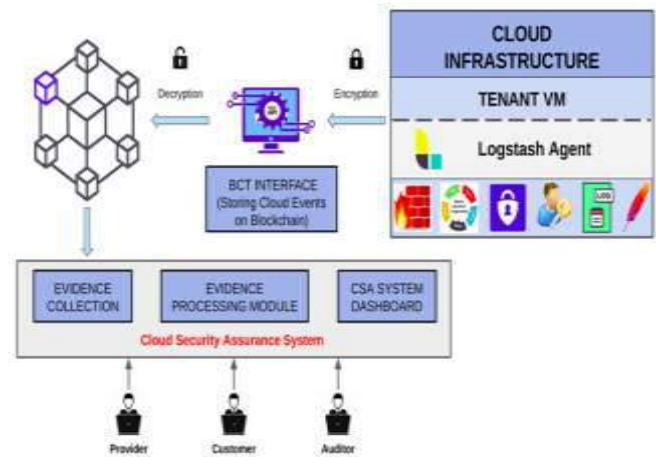 CLOUD
INFRASTRUCTURE
TENANT VM
Logstash Agent
LOG
Encryption
Decryption
BCT INTERFACE
(Storing Cloud Events
on Blockchain)
EVIDENCE
COLLECTION
EVIDENCE
PROCESSING MODULE
CSA SYSTEM
DASHBOARD
Cloud Security Assurance System
Provider
Customer
Auditor